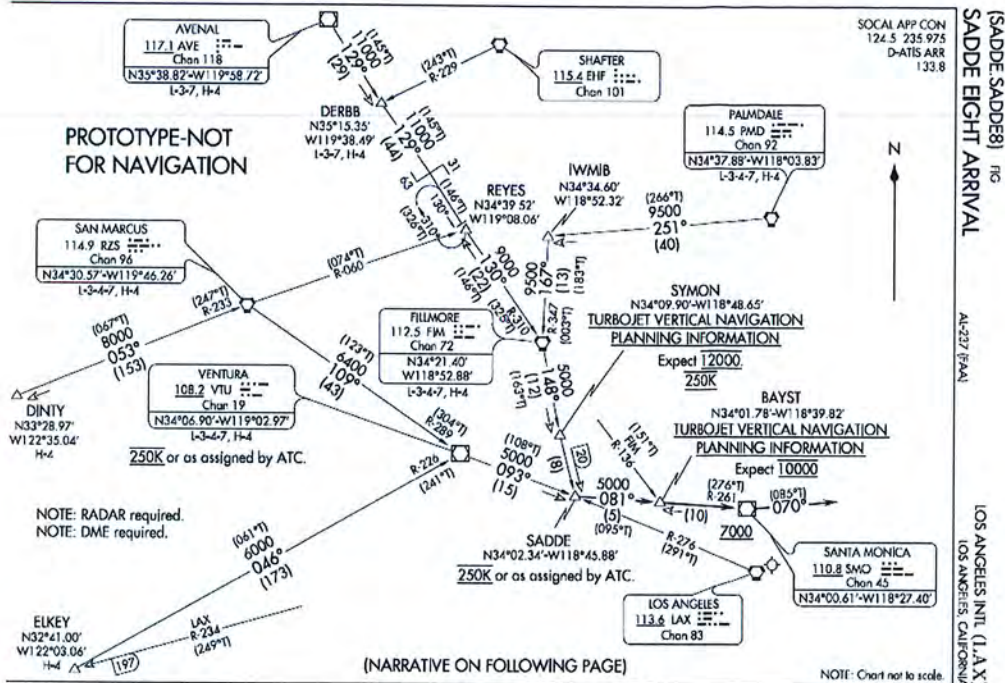 (SADDE.SADDE8) FIG
SADDE EIGHT ARRIVAL
AL-237 (FAA)
LOS ANGELES INTL (LAX)
LOS ANGELES, CALIFORNIA
SOCAL APP CON
124.5 235.975
D-ATIS ARR
133.8
AVENAL
117.1 AVE
Chan 118
N35°38.82'-W119°58.72'
L-3-7, H-4
(145°T)
11000
129°
(29)
(243°T)
R-229
SHAFTER
115.4 EHF
Chan 101
DERBB
N35°15.35'
W119°38.49'
L-3-7, H-4
(145°T)
11000
129°
(44)
PALMDALE
114.5 PMD
Chan 92
N34°37.88'-W118°03.83'
L-3-4-7, H-4
N
PROTOTYPE-NOT
FOR NAVIGATION
31
63
(146°T)
130°
310°
(326°T)
REYES
N34°39.52'
W119°08.06'
IWMIB
N34°34.60'
W118°52.32'
(266°T)
9500
251°
(40)
SAN MARCUS
114.9 RZS
Chan 96
N34°30.57'-W119°46.26'
L-3-4-7, H-4
(074°T)
R-060
9000
130°
(22)
(146°T)
R-310
(326°T)
9500
167°
(13)
(183°T)
R-347
(003°T)
(247°T)
R-233
(067°T)
8000
053°
(153)
DINTY
N33°28.97'
W122°35.04'
H-4
FILLMORE
112.5 FIM
Chan 72
N34°21.40'
W118°52.88'
L-3-4-7, H-4
SYMON
N34°09.90'-W118°48.65'
TURBOJET VERTICAL NAVIGATION
PLANNING INFORMATION
Expect 12000
250K
(123°T)
6400
109°
(43)
5000
148°
(12)
(163°T)
VENTURA
108.2 VTU
Chan 19
N34°06.90'-W119°02.97'
L-3-4-7, H-4
250K or as assigned by ATC.
(304°T)
R-289
BAYST
N34°01.78'-W118°39.82'
TURBOJET VERTICAL NAVIGATION
PLANNING INFORMATION
Expect 10000
(151°T)
FIM
R-136
(8)
20
R-226
(241°T)
(108°T)
5000
093°
(15)
5000
081°
(5)
(095°T)
(10)
(276°T)
R-261
(085°T)
070°
7000
NOTE: RADAR required.
NOTE: DME required.
SADDE
N34°02.34'-W118°45.88'
250K or as assigned by ATC.
R-276
(291°T)
SANTA MONICA
110.8 SMO
Chan 45
N34°00.61'-W118°27.40'
(061°T)
6000
046°
(173)
LOS ANGELES
113.6 LAX
Chan 83
ELKEY
N32°41.00'
W122°03.06'
H-4
LAX
R-234
(249°T)
197
(NARRATIVE ON FOLLOWING PAGE)
NOTE: Chart not to scale.